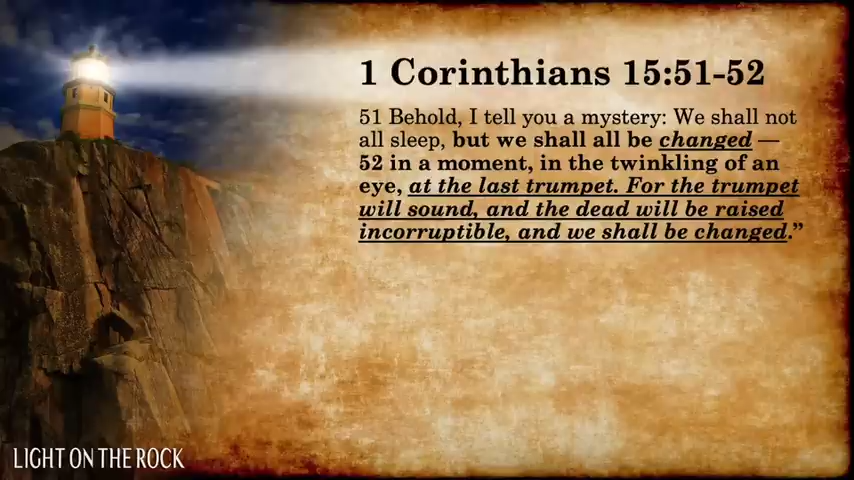 1 Corinthians 15:51-52
51 Behold, I tell you a mystery: We shall not
all sleep, but we shall all be changed —
52 in a moment, in the twinkling of an
eye, at the last trumpet. For the trumpet
will sound, and the dead will be raised
incorruptible, and we shall be changed.”
LIGHT ON THE ROCK